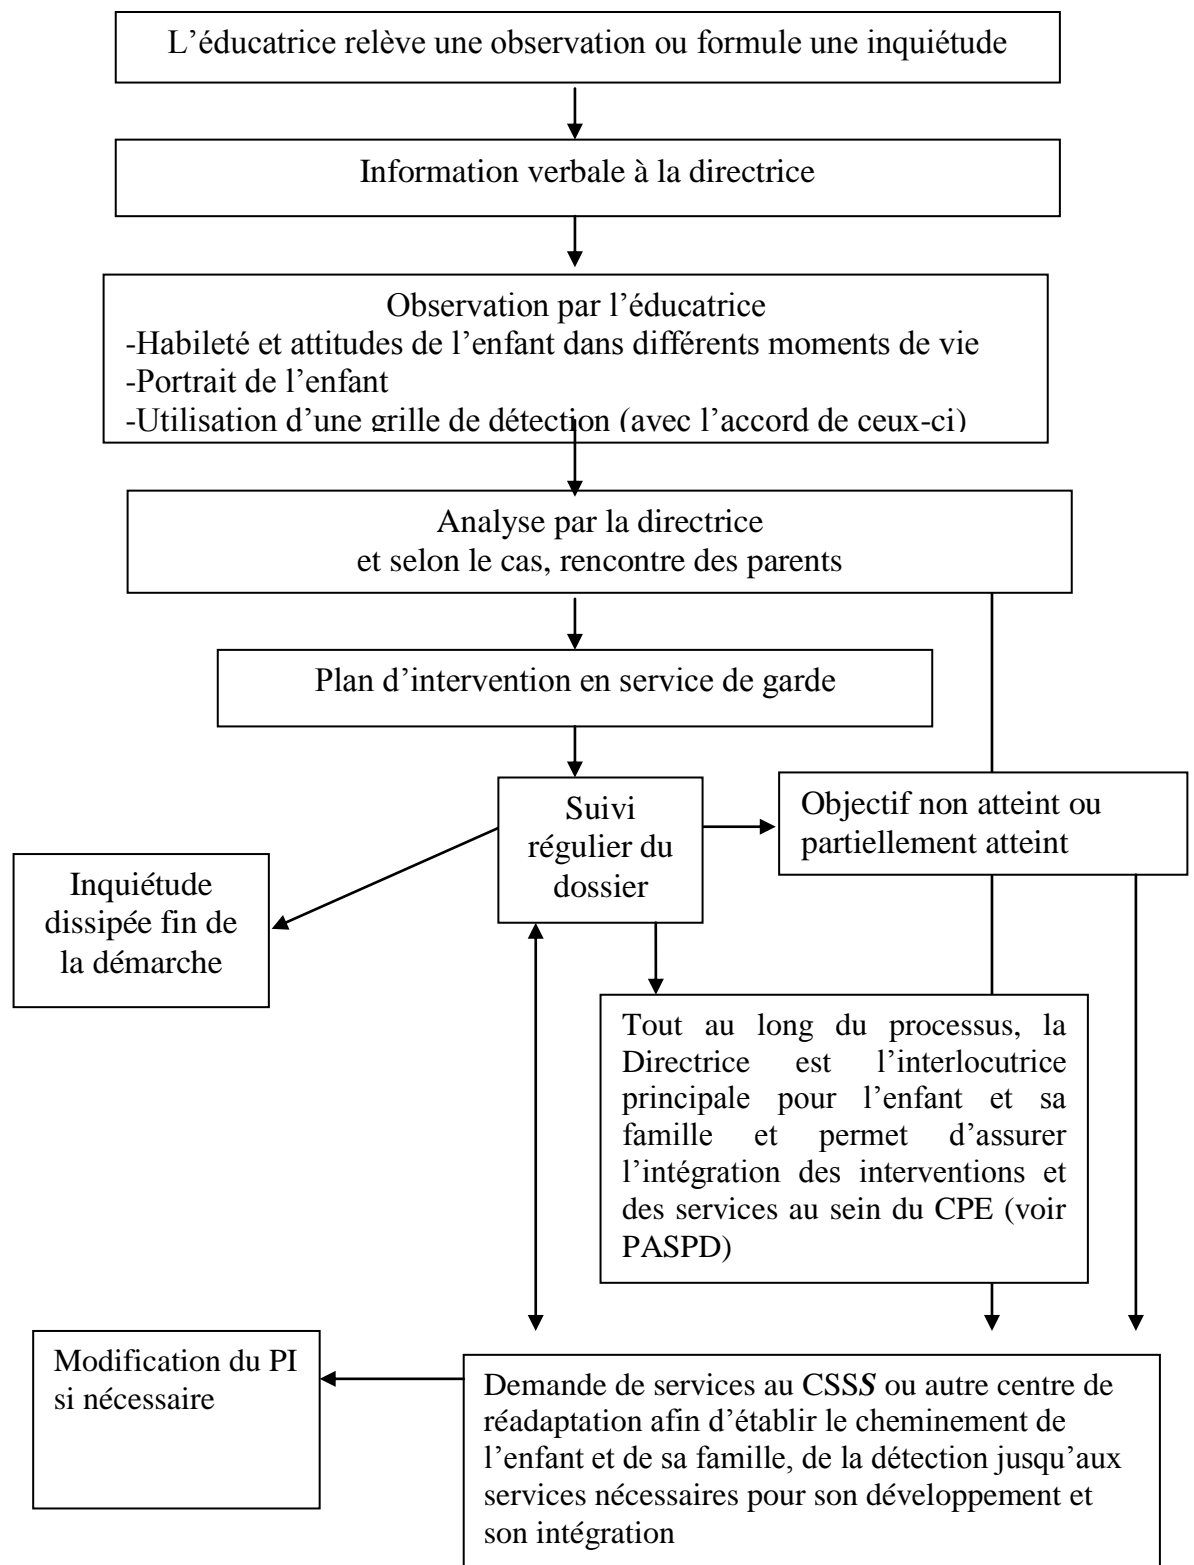 L’éducatrice relève une observation ou formule une inquiétude
Information verbale à la directrice
Observation par l’éducatrice
-Habileté et attitudes de l’enfant dans différents moments de vie
-Portrait de l’enfant
-Utilisation d’une grille de détection (avec l’accord de ceux-ci)
Analyse par la directrice
et selon le cas, rencontre des parents
Plan d’intervention en service de garde
Suivi
régulier du
dossier
Objectif non atteint ou
partiellement atteint
Inquiétude
dissipée fin de
la démarche
Tout au long du processus, la
Directrice est l’interlocutrice
principale pour l’enfant et sa
famille et permet d’assurer
l’intégration des interventions et
des services au sein du CPE (voir
PASPD)
Modification du PI
si nécessaire
Demande de services au CSSS ou autre centre de
réadaptation afin d’établir le cheminement de
l’enfant et de sa famille, de la détection jusqu’aux
services nécessaires pour son développement et
son intégration